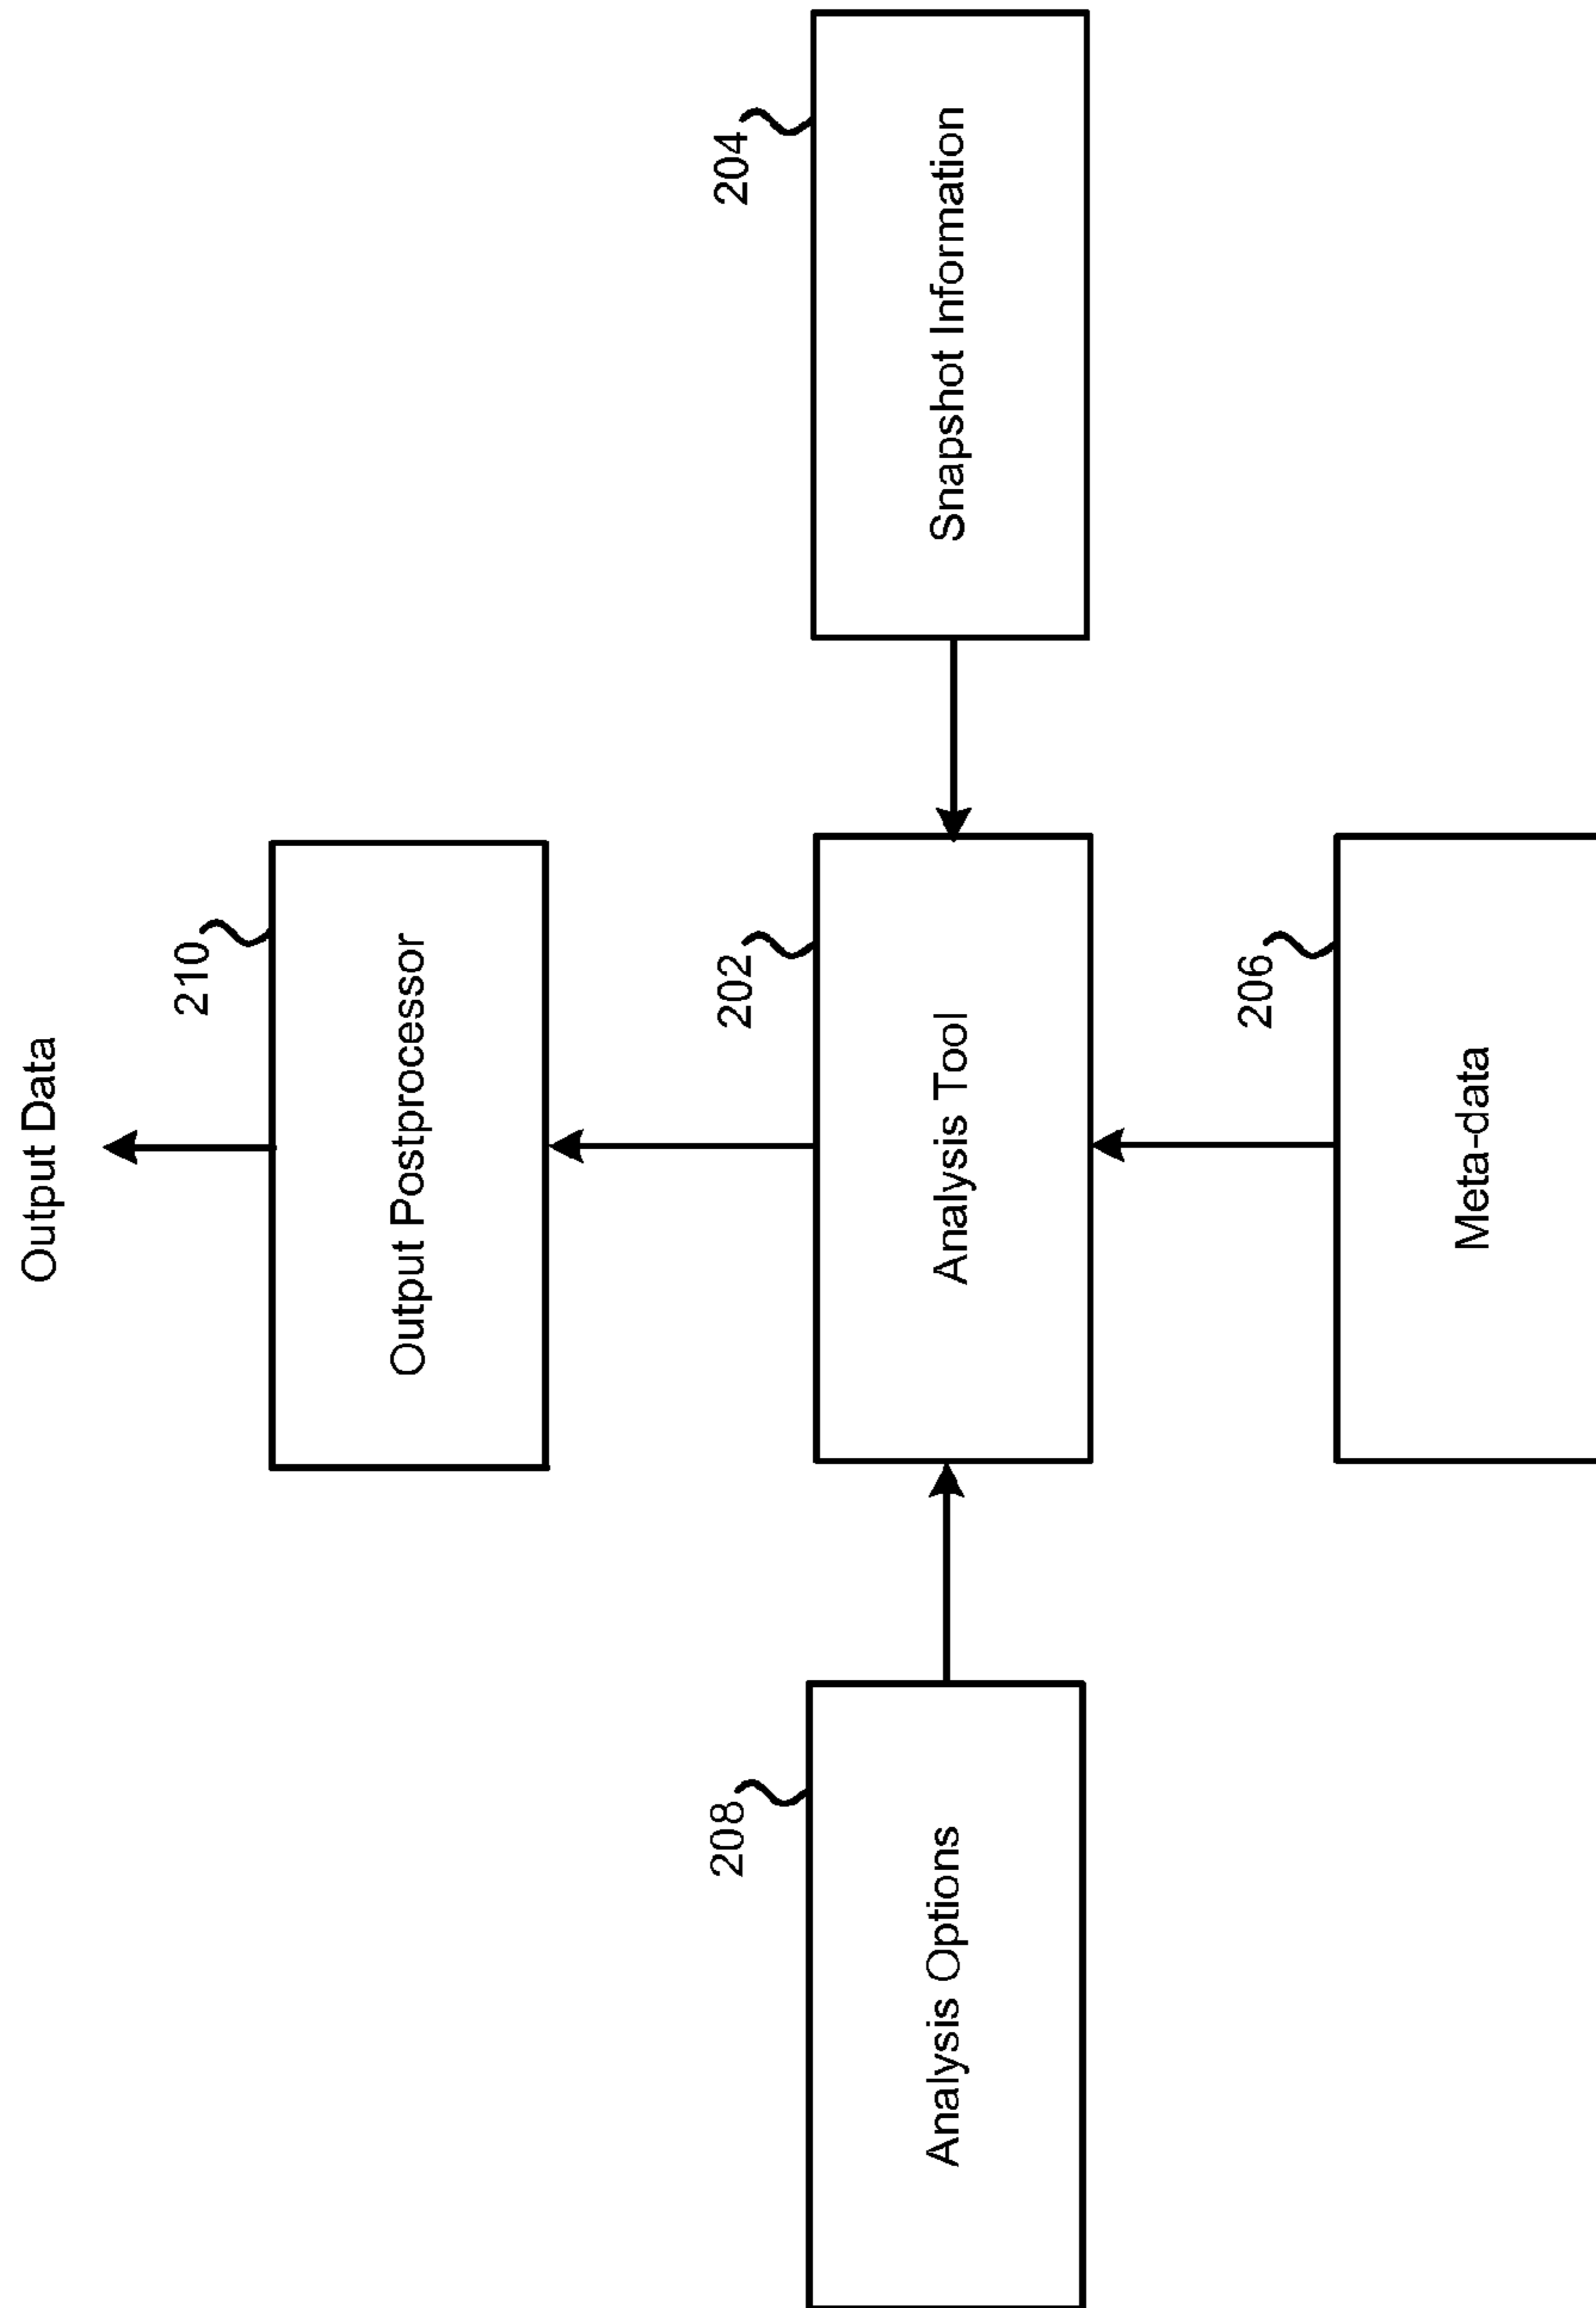 204
Snapshot Information
Output Data
210
Output Postprocessor
202
Analysis Tool
206
Meta-data
208
Analysis Options